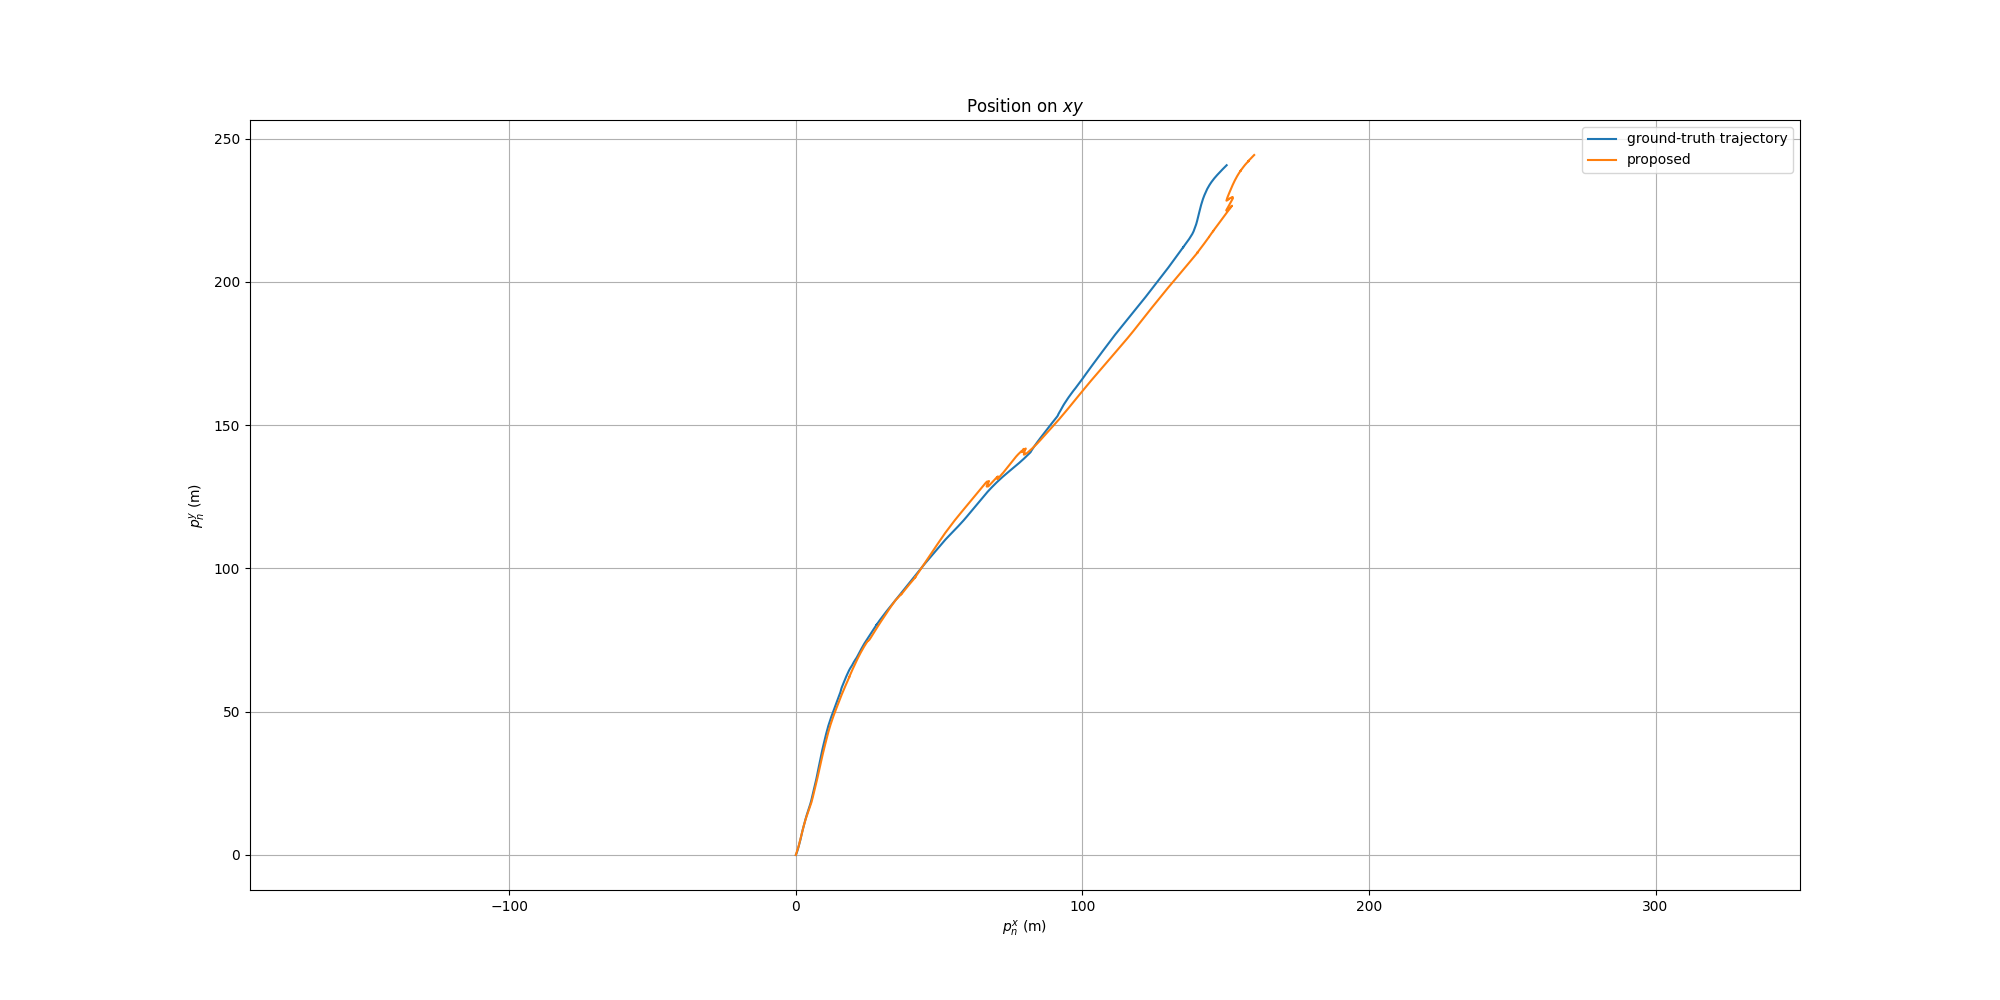 Position on xy
250
200
150
100
50
0
p_n^y (m)
ground-truth trajectory
proposed
−100 0 100 200 300
p_n^x (m)